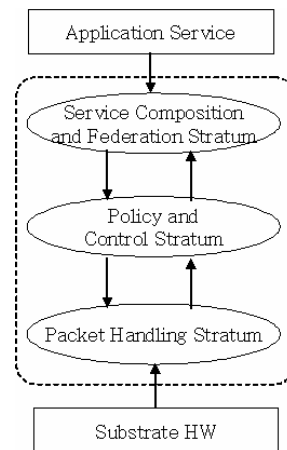 Application Service
Service Composition
and Federation Stratum
Policy and
Control Stratum
Packet Handling Stratum
Substrate HW